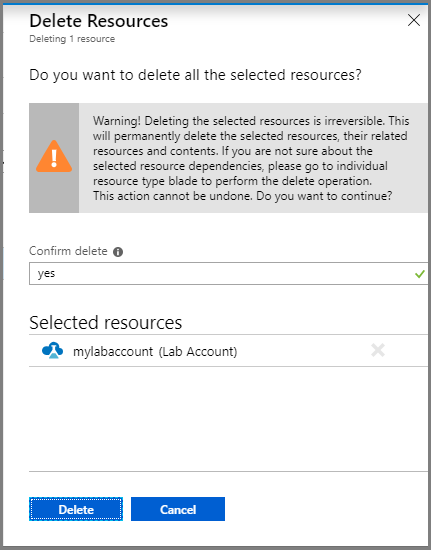 Delete Resources
Deleting 1 resource
Do you want to delete all the selected resources?
Warning! Deleting the selected resources is irreversible. This
will permanently delete the selected resources, their related
resources and contents. If you are not sure about the
selected resource dependencies, please go to individual
resource type blade to perform the delete operation.
This action cannot be undone. Do you want to continue?
Confirm delete
yes
Selected resources
mylabaccount (Lab Account)
Delete
Cancel